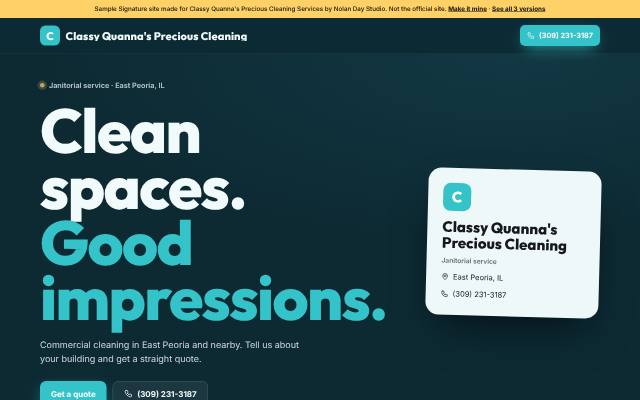 Sample Signature site made for Classy Quanna's Precious Cleaning Services by Nolan Day Studio. Not the official site. Make it mine · See all 3 versions
C Classy Quanna's Precious Cleaning
(309) 231-3187
Janitorial service · East Peoria, IL
Clean
spaces.
Good
impressions.
Commercial cleaning in East Peoria and nearby. Tell us about
your building and get a straight quote.
Get a quote
(309) 231-3187
C
Classy Quanna's
Precious Cleaning
Janitorial service
East Peoria, IL
(309) 231-3187